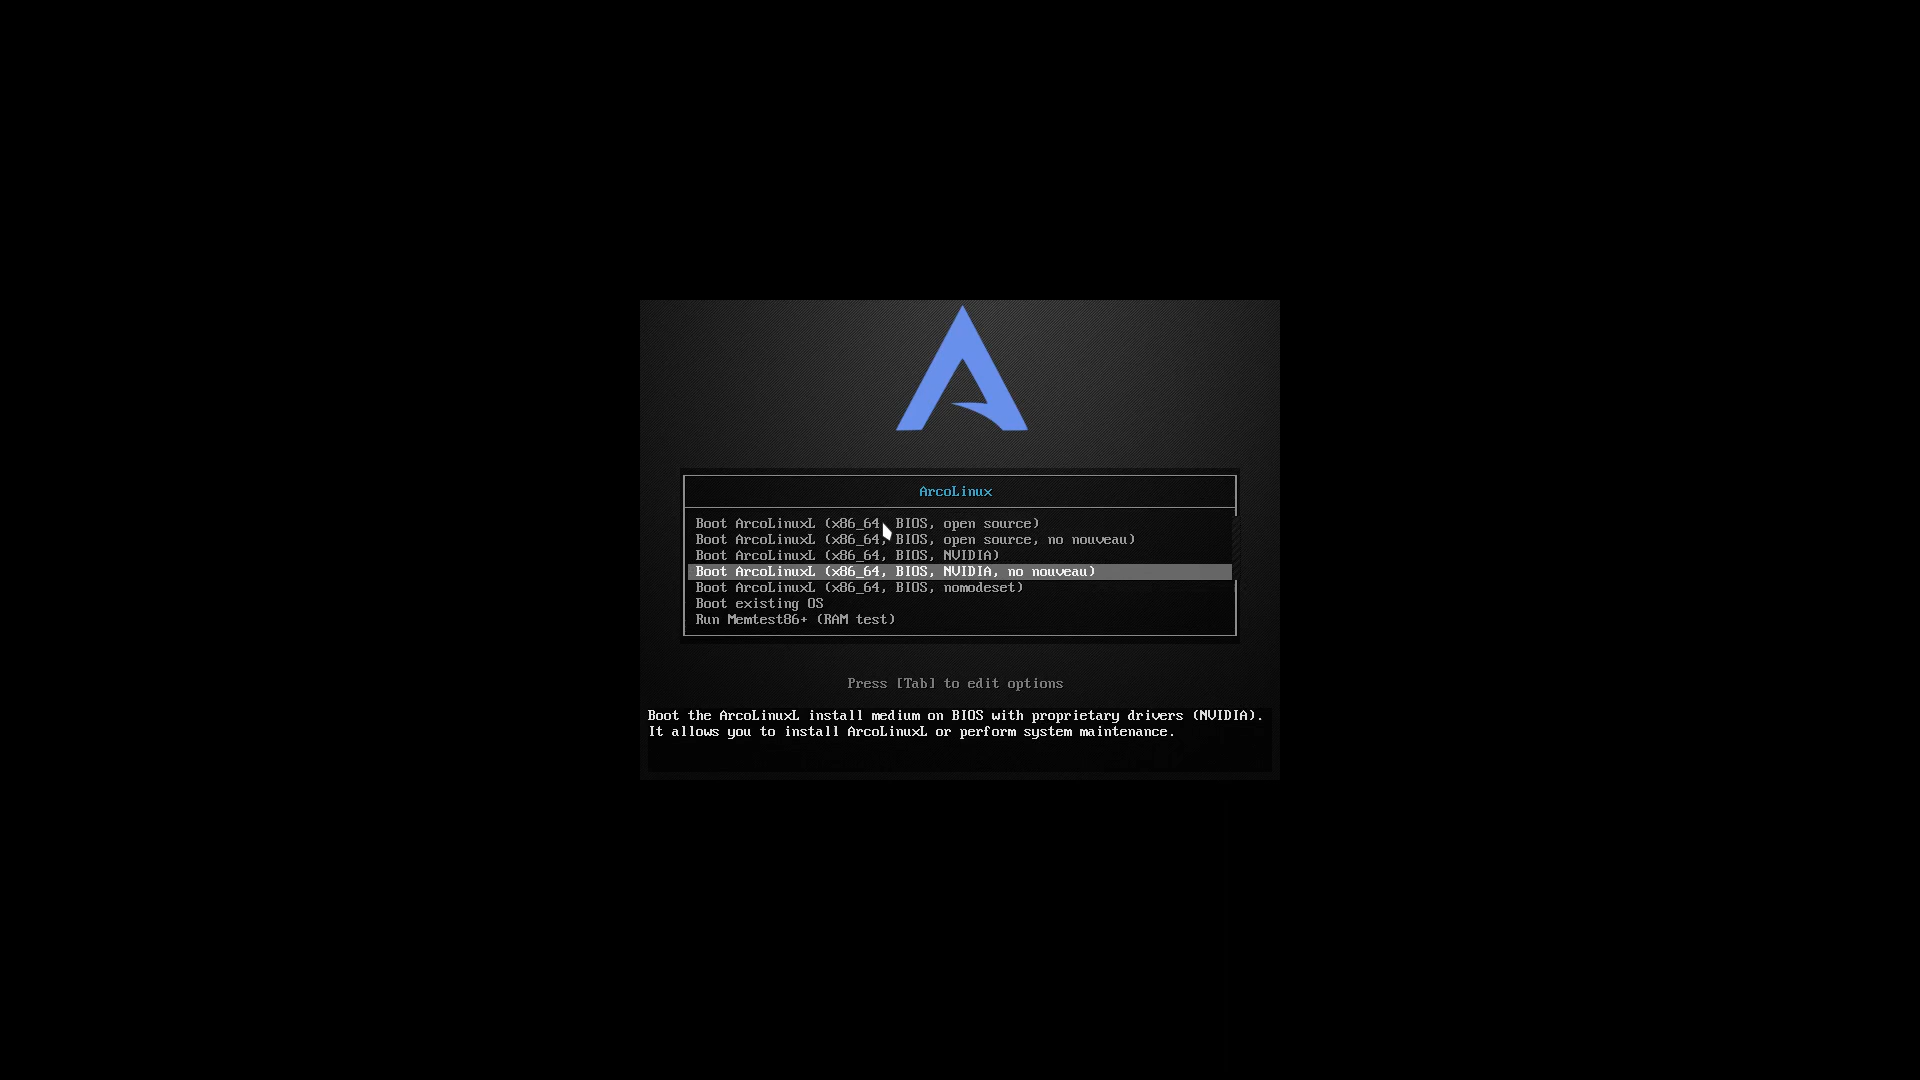 ArcoLinux
Boot ArcoLinuxL (x86_64, BIOS, open source)
Boot ArcoLinuxL (x86_64, BIOS, open source, no nouveau)
Boot ArcoLinuxL (x86_64, BIOS, NVIDIA)
Boot ArcoLinuxL (x86_64, BIOS, NVIDIA, no nouveau)
Boot ArcoLinuxL (x86_64, BIOS, nomodeset)
Boot existing OS
Run Memtest86+ (RAM test)
Press [Tab] to edit options
Boot the ArcoLinuxL install medium on BIOS with proprietary drivers (NVIDIA).
It allows you to install ArcoLinuxL or perform system maintenance.